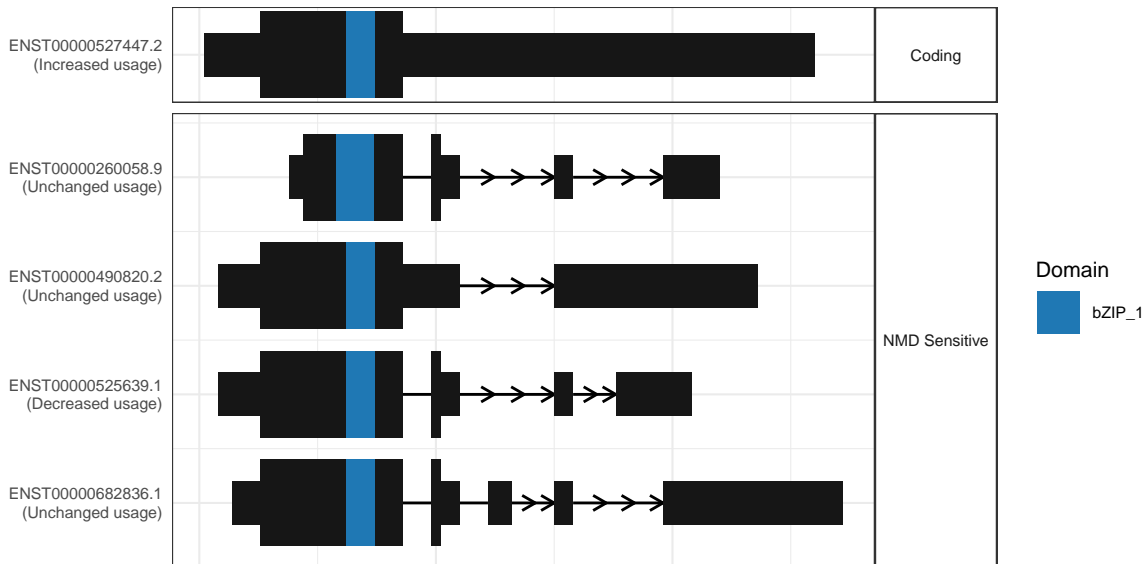 ENST00000527447.2
(Increased usage)
Coding
ENST00000260058.9
(Unchanged usage)
ENST00000490820.2
(Unchanged usage)
NMD Sensitive
ENST00000525639.1
(Decreased usage)
ENST00000682836.1
(Unchanged usage)
Domain
bZIP_1